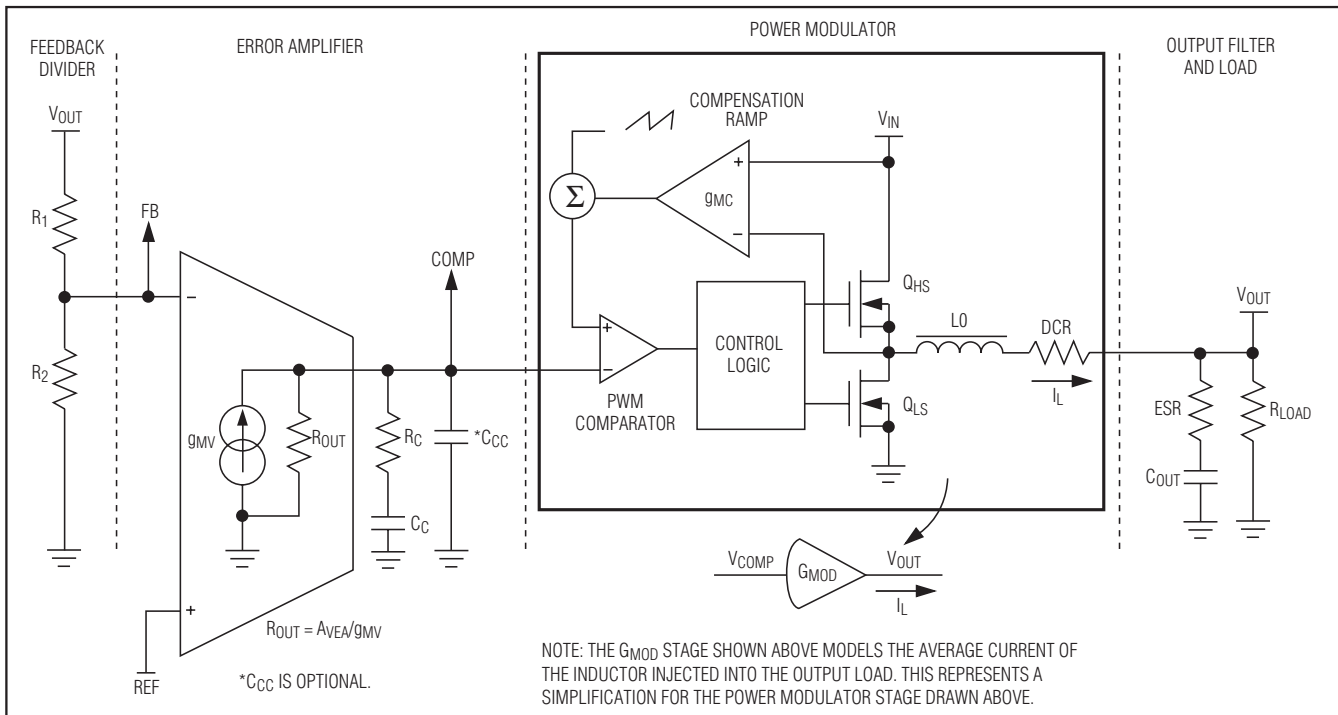 FEEDBACK
DIVIDER
ERROR AMPLIFIER
POWER MODULATOR
OUTPUT FILTER
AND LOAD
VOUT
R1
FB
R2
−
+
REF
gMV
ROUT
ROUT = AVEA/gMV
*CCC IS OPTIONAL.
COMP
RC
CC
*CCC
COMPENSATION
RAMP
Σ
gMC
+
−
VIN
+
−
PWM
COMPARATOR
CONTROL
LOGIC
QHS
QLS
L0
DCR
IL
VOUT
ESR
COUT
RLOAD
VCOMP
GMOD
VOUT
IL
NOTE: THE GMOD STAGE SHOWN ABOVE MODELS THE AVERAGE CURRENT OF
THE INDUCTOR INJECTED INTO THE OUTPUT LOAD. THIS REPRESENTS A
SIMPLIFICATION FOR THE POWER MODULATOR STAGE DRAWN ABOVE.